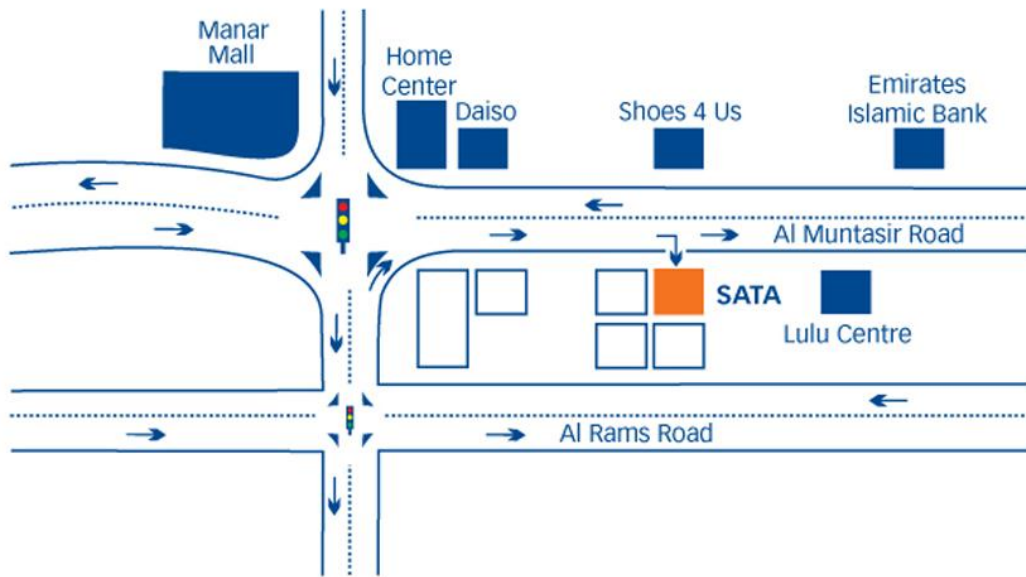 Manar
Mall
Home
Center
Daiso
Shoes 4 Us
Emirates
Islamic Bank
Al Muntasir Road
SATA
Lulu Centre
Al Rams Road